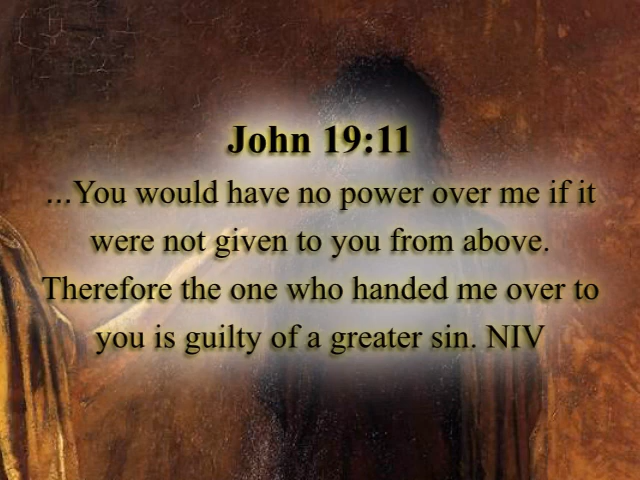 John 19:11
...You would have no power over me if it
were not given to you from above.
Therefore the one who handed me over to
you is guilty of a greater sin. NIV